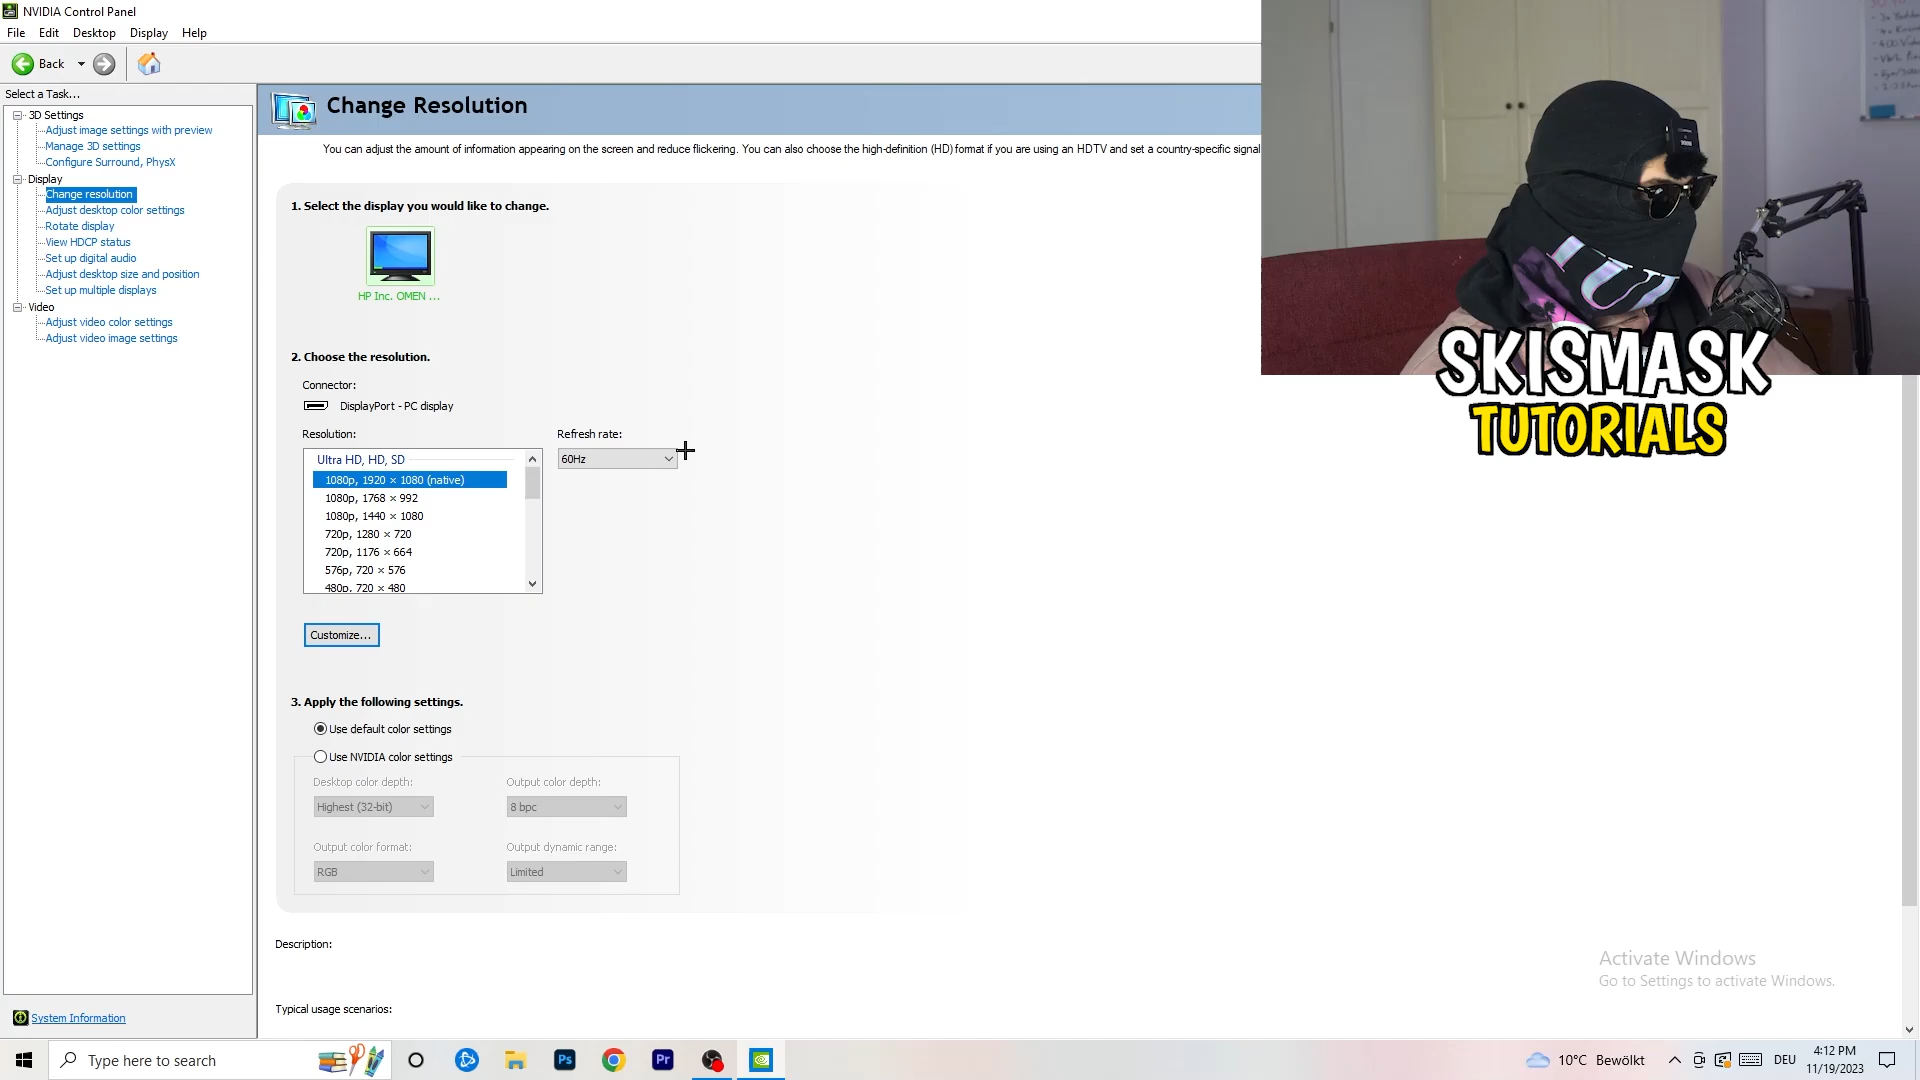 NVIDIA Control Panel
File Edit Desktop Display Help
Back
Select a Task...
3D Settings
Adjust image settings with preview
Manage 3D settings
Configure Surround, PhysX
Display
Change resolution
Adjust desktop color settings
Rotate display
View HDCP status
Set up digital audio
Adjust desktop size and position
Set up multiple displays
Video
Adjust video color settings
Adjust video image settings
System Information
Change Resolution
You can adjust the amount of information appearing on the screen and reduce flickering. You can also choose the high-definition (HD) format if you are using an HDTV and set a country-specific signal
1. Select the display you would like to change.
HP Inc. OMEN ...
2. Choose the resolution.
Connector:
DisplayPort - PC display
Resolution:
Refresh rate:
Ultra HD, HD, SD
60Hz
1080p, 1920 × 1080 (native)
1080p, 1768 × 992
1080p, 1440 × 1080
720p, 1280 × 720
720p, 1176 × 664
576p, 720 × 576
480p, 720 × 480
Customize...
3. Apply the following settings.
Use default color settings
Use NVIDIA color settings
Desktop color depth:
Output color depth:
Highest (32-bit)
8 bpc
Output color format:
Output dynamic range:
RGB
Limited
Description:
Typical usage scenarios:
SKISMASK
TUTORIALS
Activate Windows
Go to Settings to activate Windows.
Type here to search
Ps
Pr
10°C Bewölkt
DEU
4:12 PM
11/19/2023